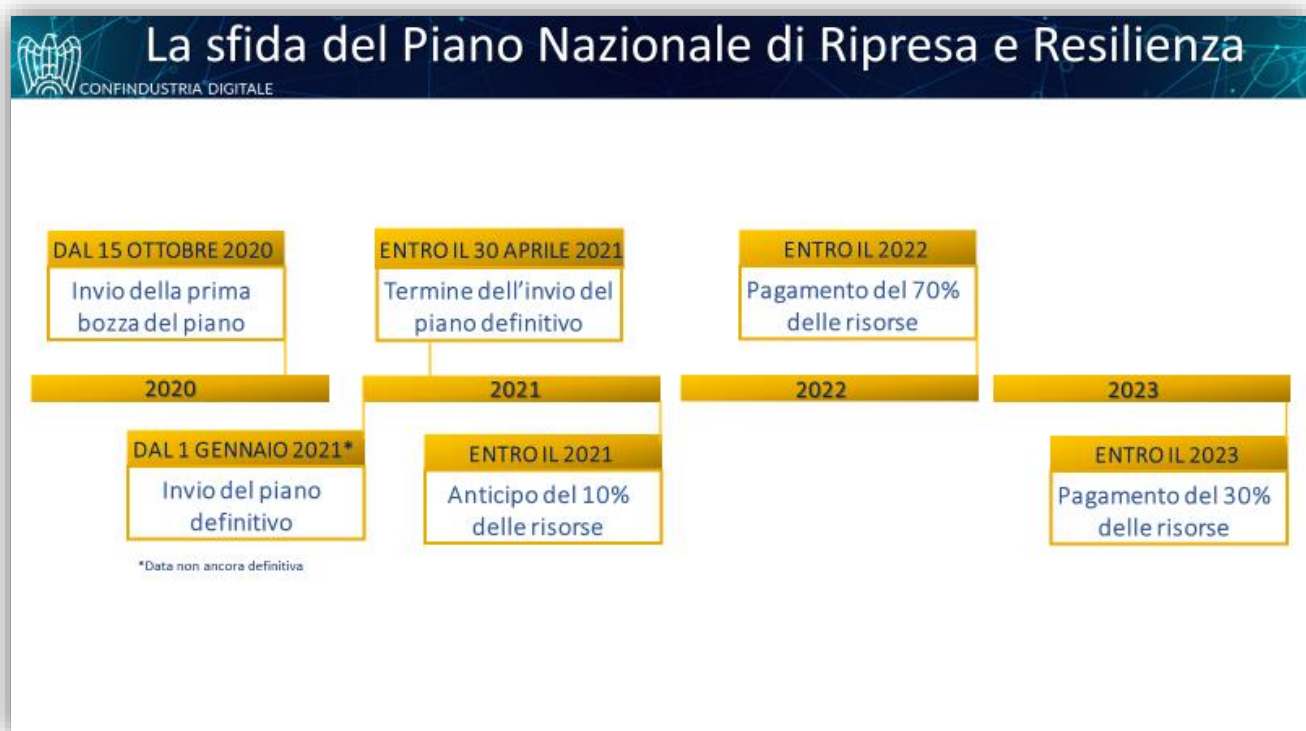 La sfida del Piano Nazionale di Ripresa e Resilienza
CONFINDUSTRIA DIGITALE
DAL 15 OTTOBRE 2020
Invio della prima
bozza del piano
ENTRO IL 30 APRILE 2021
Termine dell’invio del
piano definitivo
ENTRO IL 2022
Pagamento del 70%
delle risorse
2020
2021
2022
2023
DAL 1 GENNAIO 2021*
Invio del piano
definitivo
ENTRO IL 2021
Anticipo del 10%
delle risorse
ENTRO IL 2023
Pagamento del 30%
delle risorse
*Data non ancora definitiva